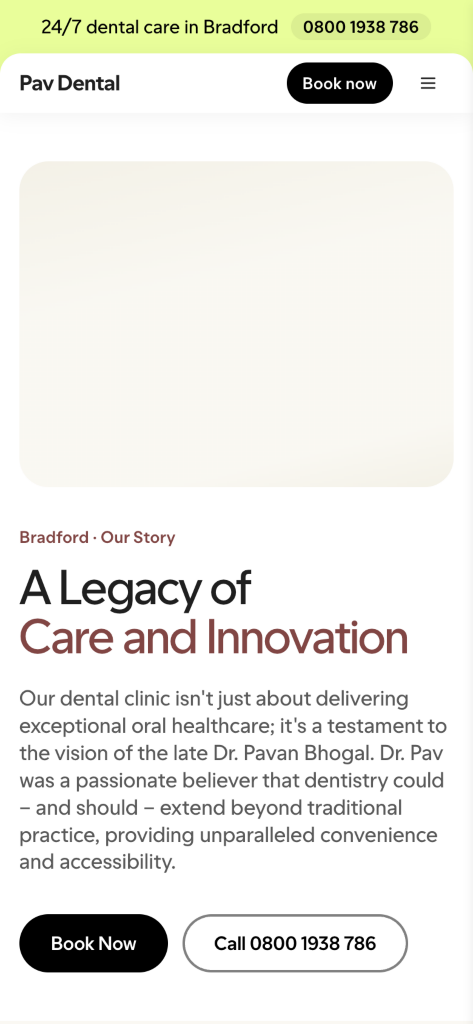 24/7 dental care in Bradford 0800 1938 786
Pav Dental Book now
Bradford · Our Story
A Legacy of
Care and Innovation
Our dental clinic isn't just about delivering
exceptional oral healthcare; it's a testament to
the vision of the late Dr. Pavan Bhogal. Dr. Pav
was a passionate believer that dentistry could
– and should – extend beyond traditional
practice, providing unparalleled convenience
and accessibility.
Book Now Call 0800 1938 786